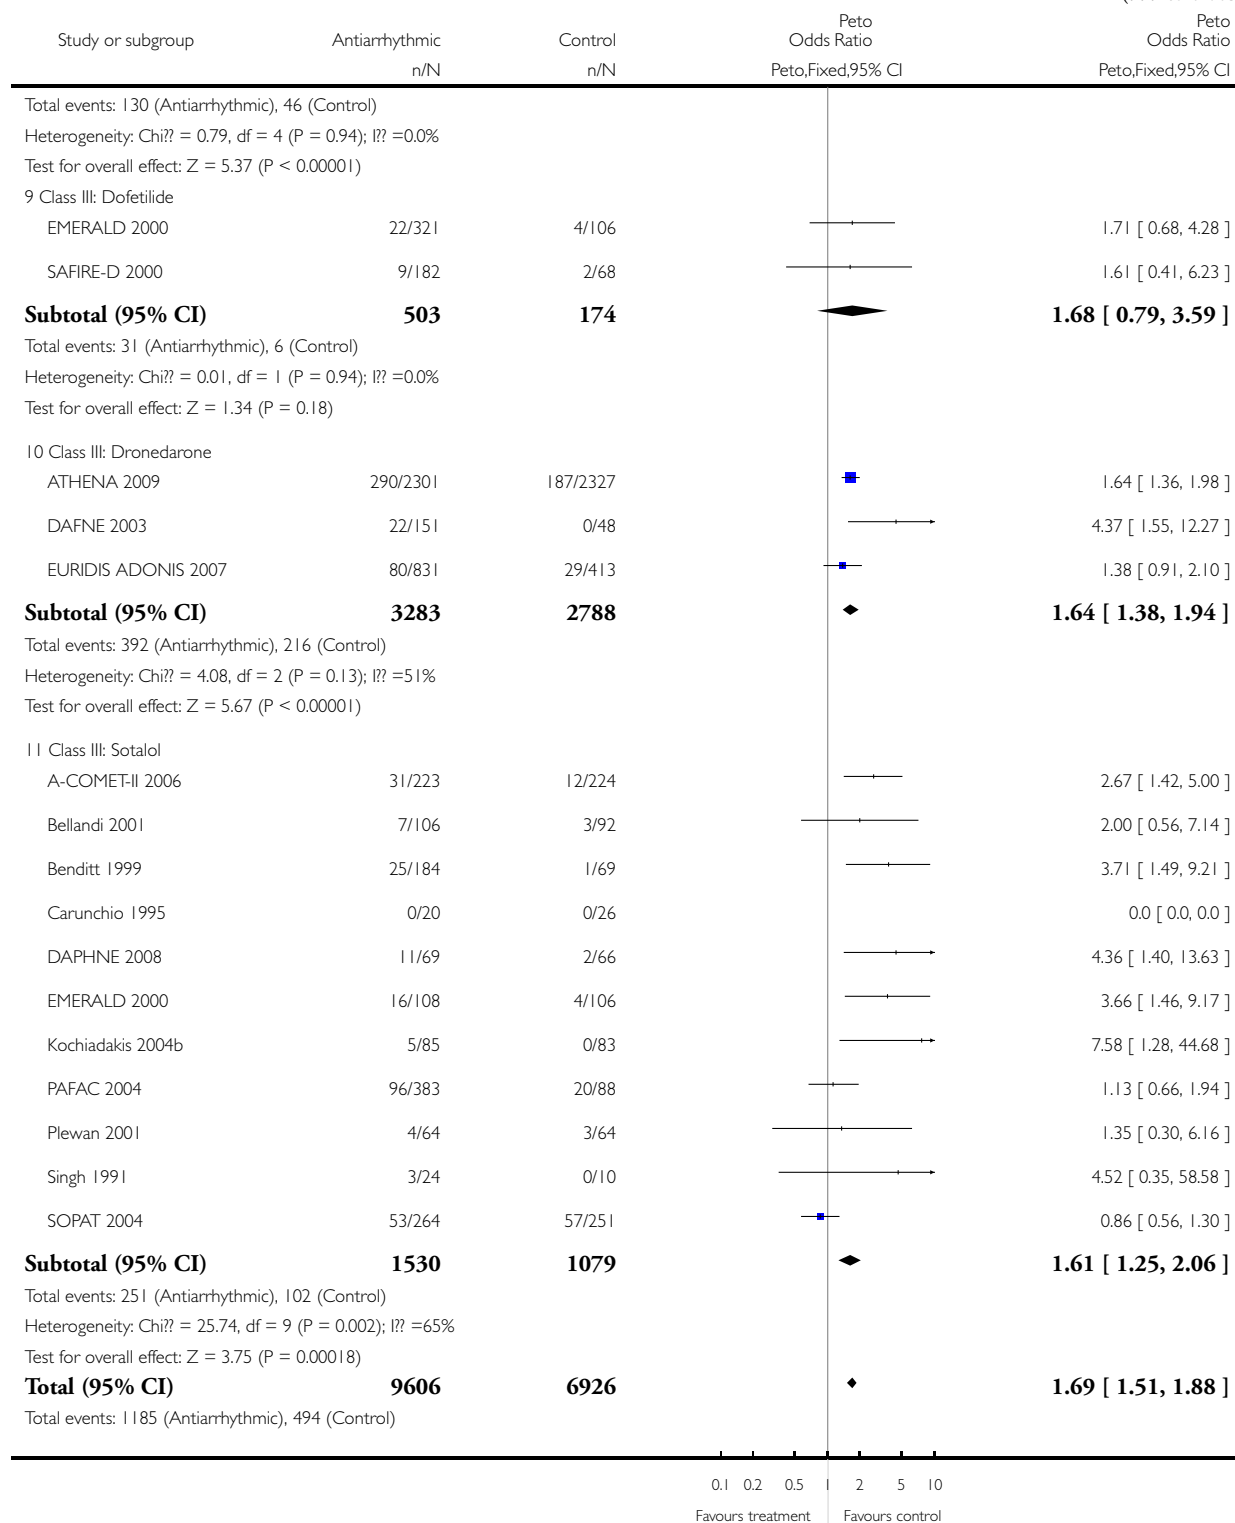 Peto Peto
Study or subgroup Antiarrhythmic Control Odds Ratio Odds Ratio
n/N n/N Peto,Fixed,95% CI Peto,Fixed,95% CI
Total events: 130 (Antiarrhythmic), 46 (Control)
Heterogeneity: Chi?? = 0.79, df = 4 (P = 0.94); I?? =0.0%
Test for overall effect: Z = 5.37 (P < 0.00001)
9 Class III: Dofetilide
EMERALD 2000 22/321 4/106 1.71 [ 0.68, 4.28 ]
SAFIRE-D 2000 9/182 2/68 1.61 [ 0.41, 6.23 ]
Subtotal (95% CI) 503 174 1.68 [ 0.79, 3.59 ]
Total events: 31 (Antiarrhythmic), 6 (Control)
Heterogeneity: Chi?? = 0.01, df = 1 (P = 0.94); I?? =0.0%
Test for overall effect: Z = 1.34 (P = 0.18)
10 Class III: Dronedarone
ATHENA 2009 290/2301 187/2327 1.64 [ 1.36, 1.98 ]
DAFNE 2003 22/151 0/48 4.37 [ 1.55, 12.27 ]
EURIDIS ADONIS 2007 80/831 29/413 1.38 [ 0.91, 2.10 ]
Subtotal (95% CI) 3283 2788 1.64 [ 1.38, 1.94 ]
Total events: 392 (Antiarrhythmic), 216 (Control)
Heterogeneity: Chi?? = 4.08, df = 2 (P = 0.13); I?? =51%
Test for overall effect: Z = 5.67 (P < 0.00001)
11 Class III: Sotalol
A-COMET-II 2006 31/223 12/224 2.67 [ 1.42, 5.00 ]
Bellandi 2001 7/106 3/92 2.00 [ 0.56, 7.14 ]
Benditt 1999 25/184 1/69 3.71 [ 1.49, 9.21 ]
Carunchio 1995 0/20 0/26 0.0 [ 0.0, 0.0 ]
DAPHNE 2008 11/69 2/66 4.36 [ 1.40, 13.63 ]
EMERALD 2000 16/108 4/106 3.66 [ 1.46, 9.17 ]
Kochiadakis 2004b 5/85 0/83 7.58 [ 1.28, 44.68 ]
PAFAC 2004 96/383 20/88 1.13 [ 0.66, 1.94 ]
Plewan 2001 4/64 3/64 1.35 [ 0.30, 6.16 ]
Singh 1991 3/24 0/10 4.52 [ 0.35, 58.58 ]
SOPAT 2004 53/264 57/251 0.86 [ 0.56, 1.30 ]
Subtotal (95% CI) 1530 1079 1.61 [ 1.25, 2.06 ]
Total events: 251 (Antiarrhythmic), 102 (Control)
Heterogeneity: Chi?? = 25.74, df = 9 (P = 0.002); I?? =65%
Test for overall effect: Z = 3.75 (P = 0.00018)
Total (95% CI) 9606 6926 1.69 [ 1.51, 1.88 ]
Total events: 1185 (Antiarrhythmic), 494 (Control)
0.1 0.2 0.5 1 2 5 10
Favours treatment Favours control